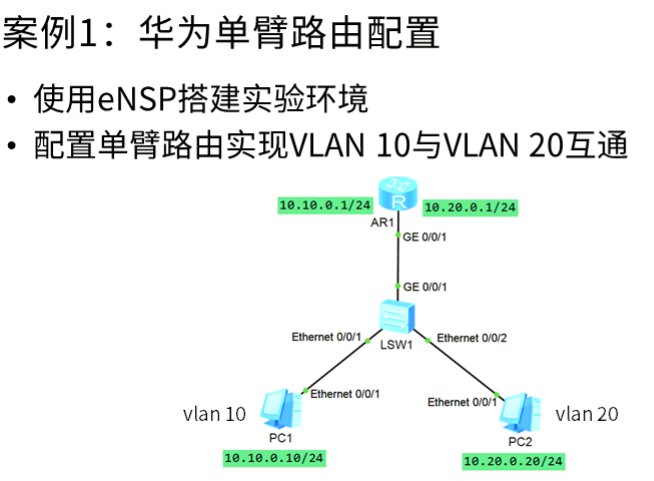 案例1：华为单臂路由配置
• 使用eNSP搭建实验环境
• 配置单臂路由实现VLAN 10与VLAN 20互通
10.10.0.1/24
R
10.20.0.1/24
AR1
GE 0/0/1
GE 0/0/1
LSW1
Ethernet 0/0/1
Ethernet 0/0/2
Ethernet 0/0/1
Ethernet 0/0/1
vlan 10
vlan 20
PC1
PC2
10.10.0.10/24
10.20.0.20/24